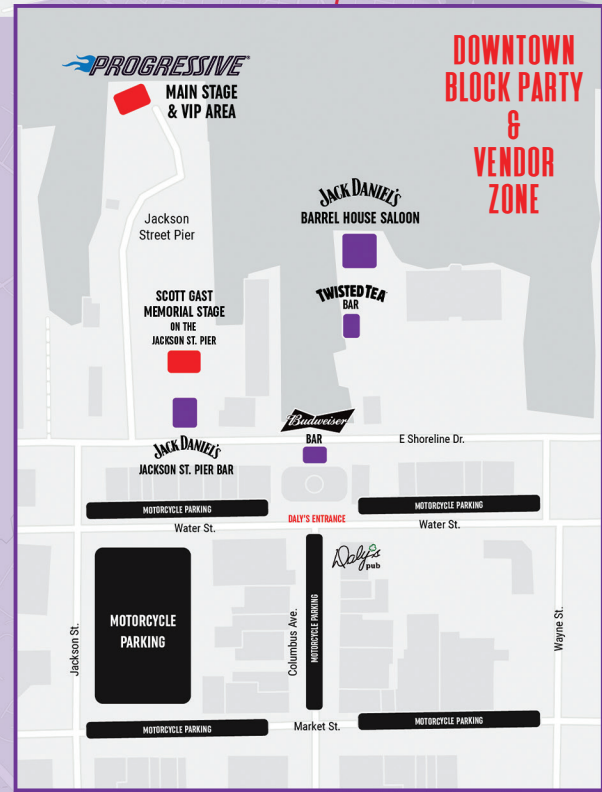 PROGRESSIVE
MAIN STAGE
& VIP AREA
DOWNTOWN
BLOCK PARTY
&
VENDOR
ZONE
JACK DANIEL'S
BARREL HOUSE SALOON
Jackson
Street Pier
TWISTED TEA
BAR
SCOTT GAST
MEMORIAL STAGE
ON THE
JACKSON ST. PIER
Budweiser
BAR
E Shoreline Dr.
JACK DANIEL'S
JACKSON ST. PIER BAR
MOTORCYCLE PARKING
MOTORCYCLE PARKING
Water St.
DALY'S ENTRANCE
Water St.
Daly's
pub
MOTORCYCLE
PARKING
Jackson St.
Columbus Ave.
MOTORCYCLE PARKING
Wayne St.
MOTORCYCLE PARKING
Market St.
MOTORCYCLE PARKING